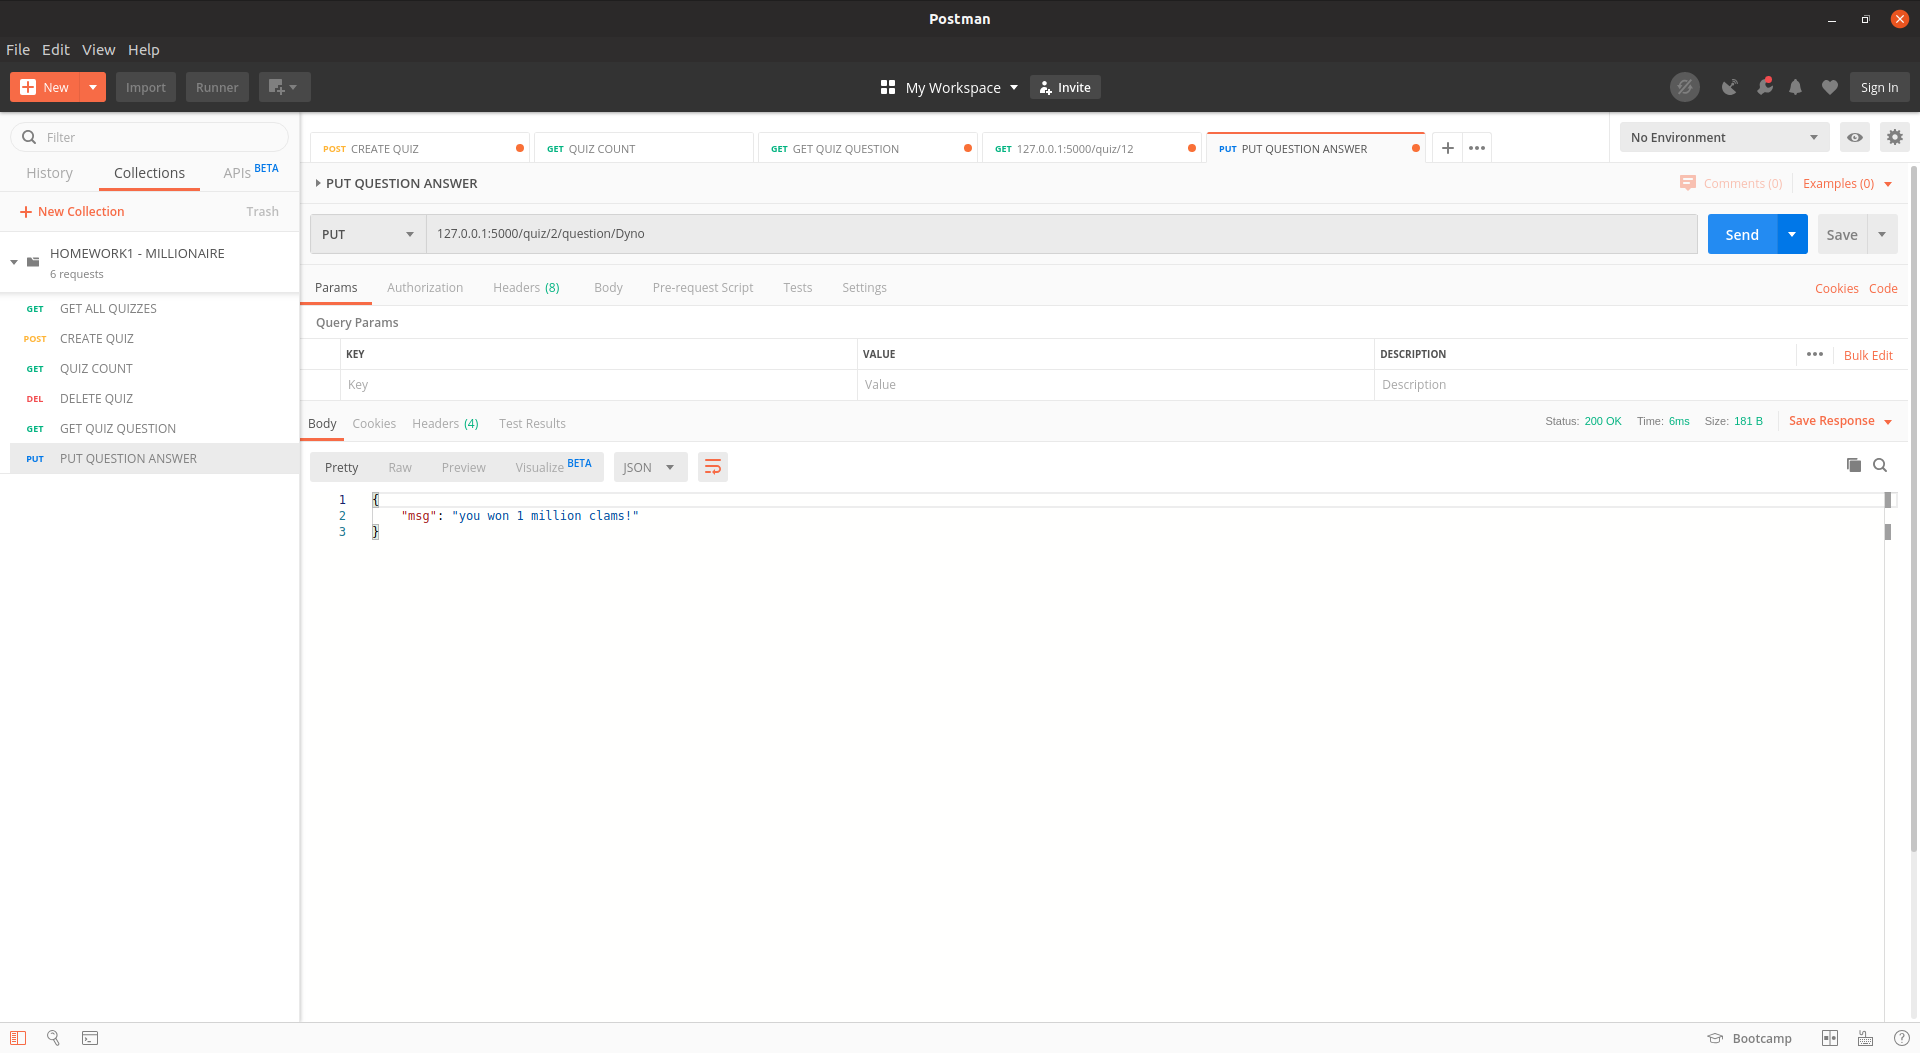 Postman
File Edit View Help
New Import Runner My Workspace Invite Sign In
Filter
History Collections APIs BETA
New Collection Trash
HOMEWORK1 - MILLIONAIRE
6 requests
GET GET ALL QUIZZES
POST CREATE QUIZ
GET QUIZ COUNT
DEL DELETE QUIZ
GET GET QUIZ QUESTION
PUT PUT QUESTION ANSWER
POST CREATE QUIZ GET QUIZ COUNT GET GET QUIZ QUESTION GET 127.0.0.1:5000/quiz/12 PUT PUT QUESTION ANSWER No Environment
PUT QUESTION ANSWER Comments (0) Examples (0)
PUT 127.0.0.1:5000/quiz/2/question/Dyno Send Save
Params Authorization Headers (8) Body Pre-request Script Tests Settings Cookies Code
Query Params
KEY VALUE DESCRIPTION Bulk Edit
Key Value Description
Body Cookies Headers (4) Test Results Status: 200 OK Time: 6ms Size: 181 B Save Response
Pretty Raw Preview Visualize BETA JSON
1 {
2 "msg": "you won 1 million clams!"
3 }
Bootcamp